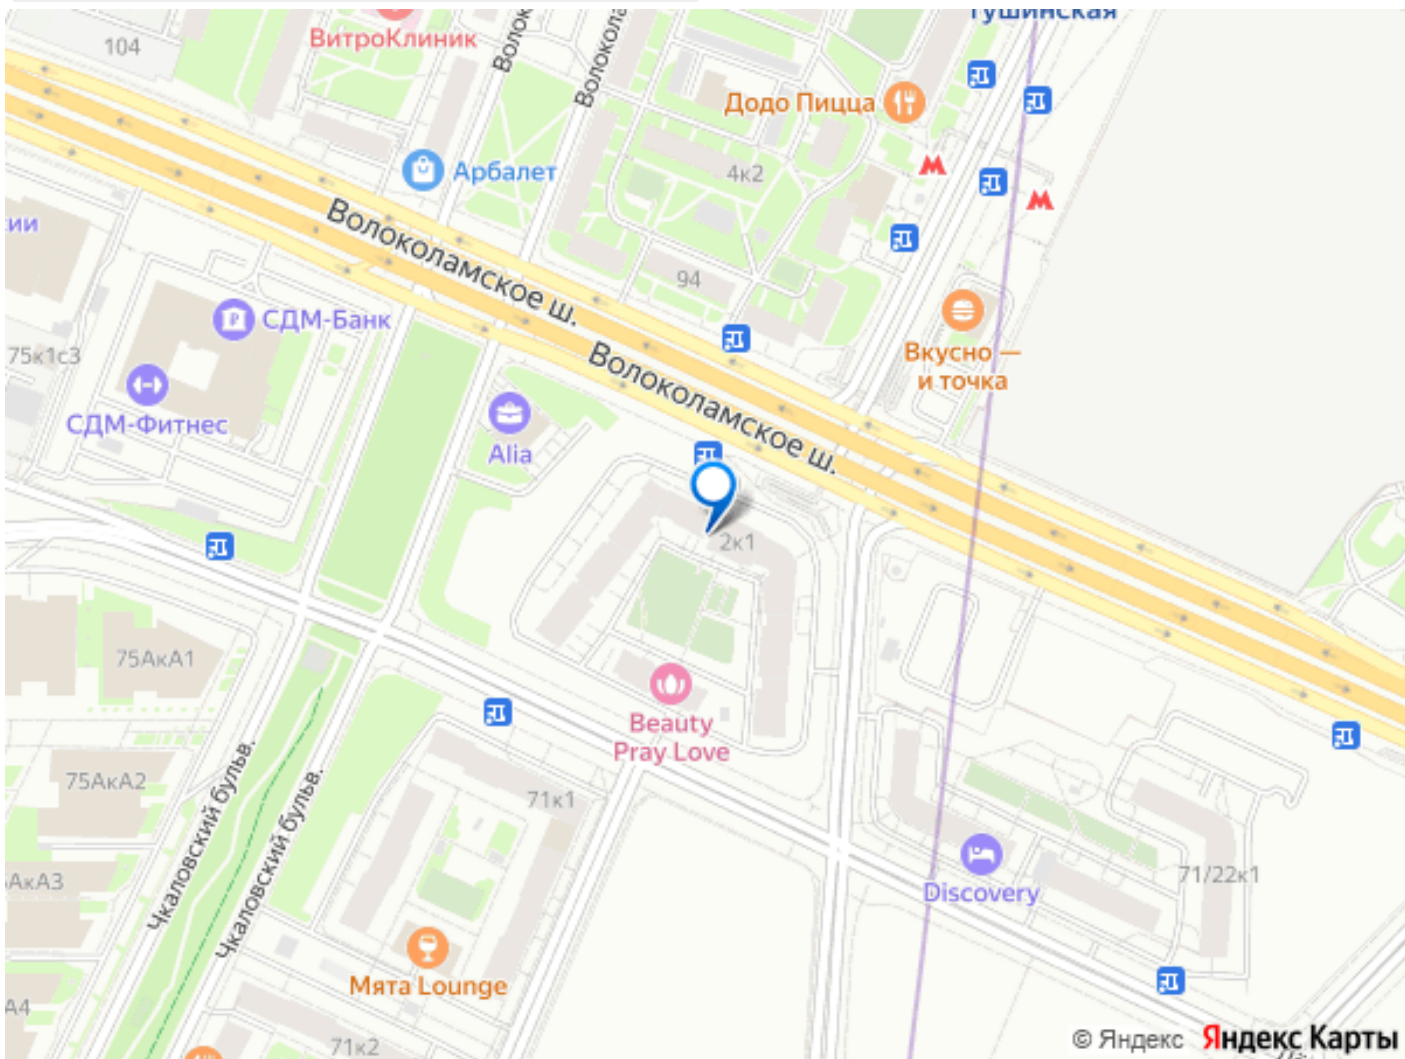 Тушинская
104
ВитроКлиник
Додо Пицца
4к2
Арбалет
Волоколамское ш.
94
СДМ-Банк
75к1с3
СДМ-Фитнес
Вкусно —
и точка
Волоколамское ш.
Alia
2к1
75АкА1
Beauty
Pray Love
75АкА2
71к1
Чкаловский бульв.
Чкаловский бульв.
71/22к1
Discovery
Мята Lounge
71к2
© Яндекс Яндекс Карты